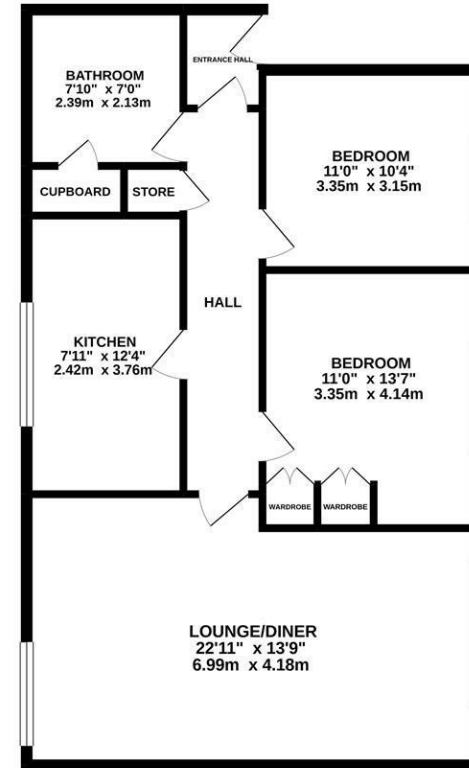 ENTRANCE HALL
BATHROOM
7'10" x 7'0"
2.39m x 2.13m
BEDROOM
11'0" x 10'4"
3.35m x 3.15m
CUPBOARD
STORE
HALL
KITCHEN
7'11" x 12'4"
2.42m x 3.76m
BEDROOM
11'0" x 13'7"
3.35m x 4.14m
WARDROBE
WARDROBE
LOUNGE/DINER
22'11" x 13'9"
6.99m x 4.18m